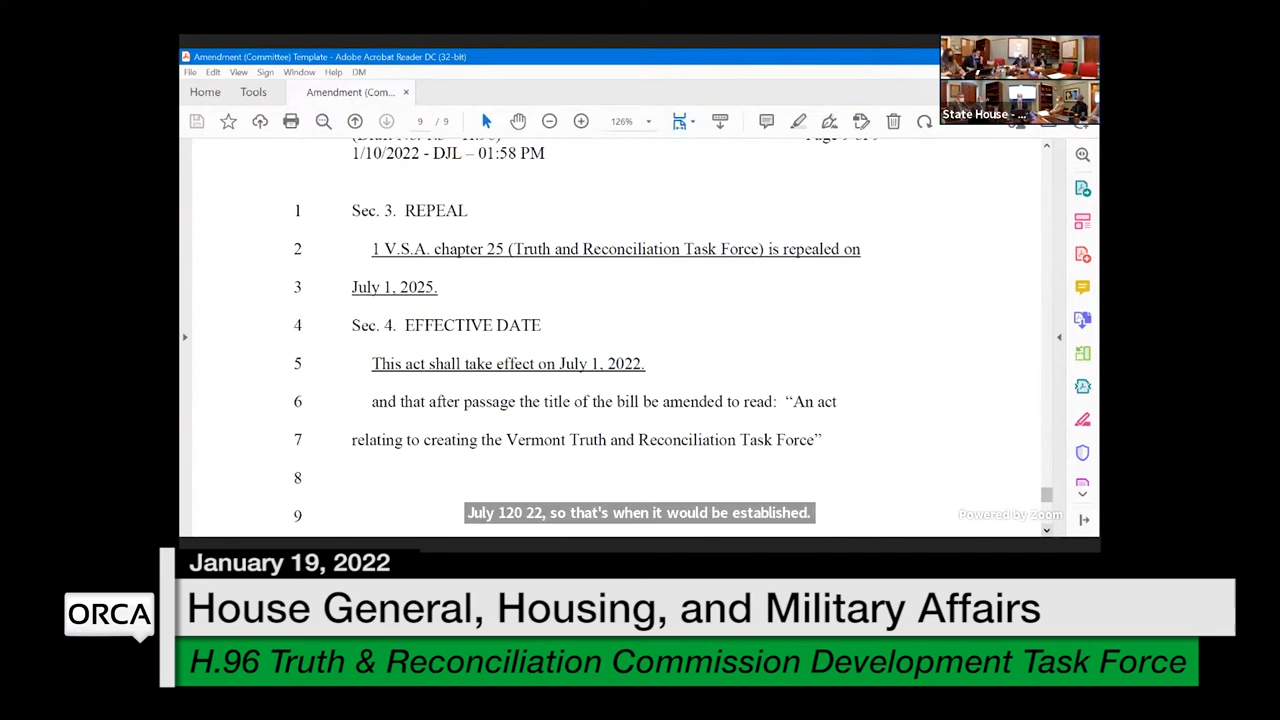 Amendment (Committee) Template - Adobe Acrobat Reader DC (32-bit)
File Edit View Sign Window Help DM
Home Tools Amendment (Com... ×
9 / 9 126%
State House - ...
1/10/2022 - DJL – 01:58 PM
1 Sec. 3. REPEAL
2 1 V.S.A. chapter 25 (Truth and Reconciliation Task Force) is repealed on
3 July 1, 2025.
4 Sec. 4. EFFECTIVE DATE
5 This act shall take effect on July 1, 2022.
6 and that after passage the title of the bill be amended to read: “An act
7 relating to creating the Vermont Truth and Reconciliation Task Force”
8
9
July 120 22, so that's when it would be established.
Powered by Zoom
January 19, 2022
ORCA
House General, Housing, and Military Affairs
H.96 Truth & Reconciliation Commission Development Task Force